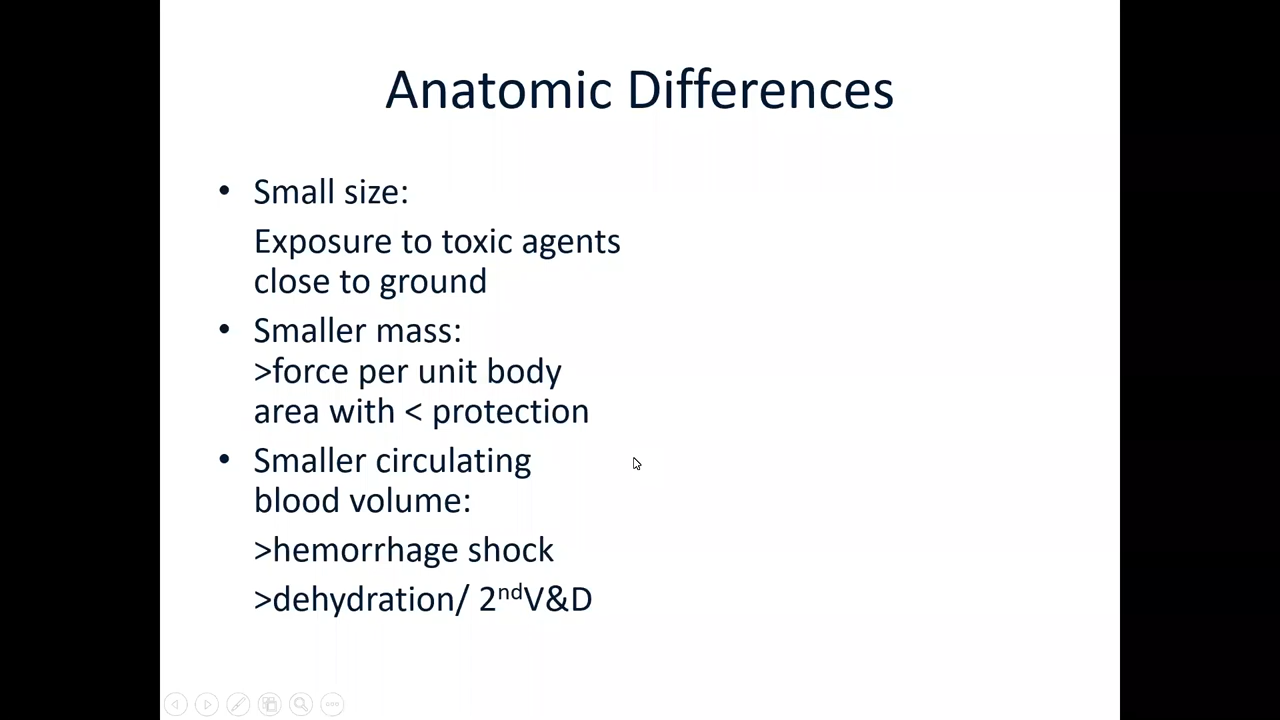 Anatomic Differences
• Small size:
Exposure to toxic agents
close to ground
• Smaller mass:
>force per unit body
area with < protection
• Smaller circulating
blood volume:
>hemorrhage shock
>dehydration/ 2ndV&D